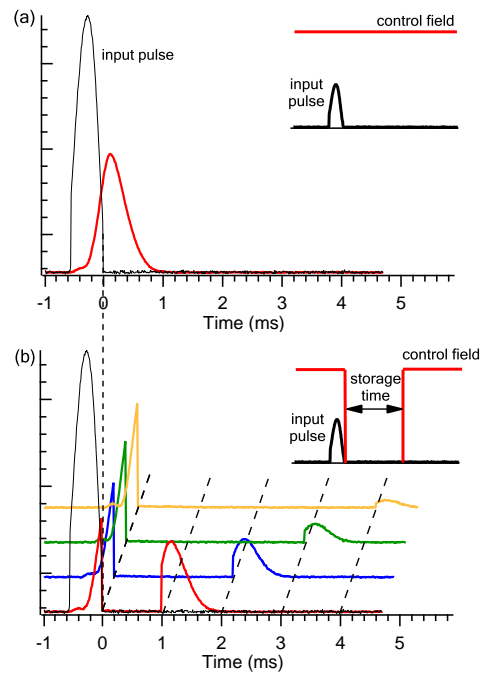 (a)
control field
input pulse
input
pulse
-1 0 1 2 3 4 5
Time (ms)
(b)
control field
storage
time
input
pulse
-1 0 1 2 3 4 5
Time (ms)